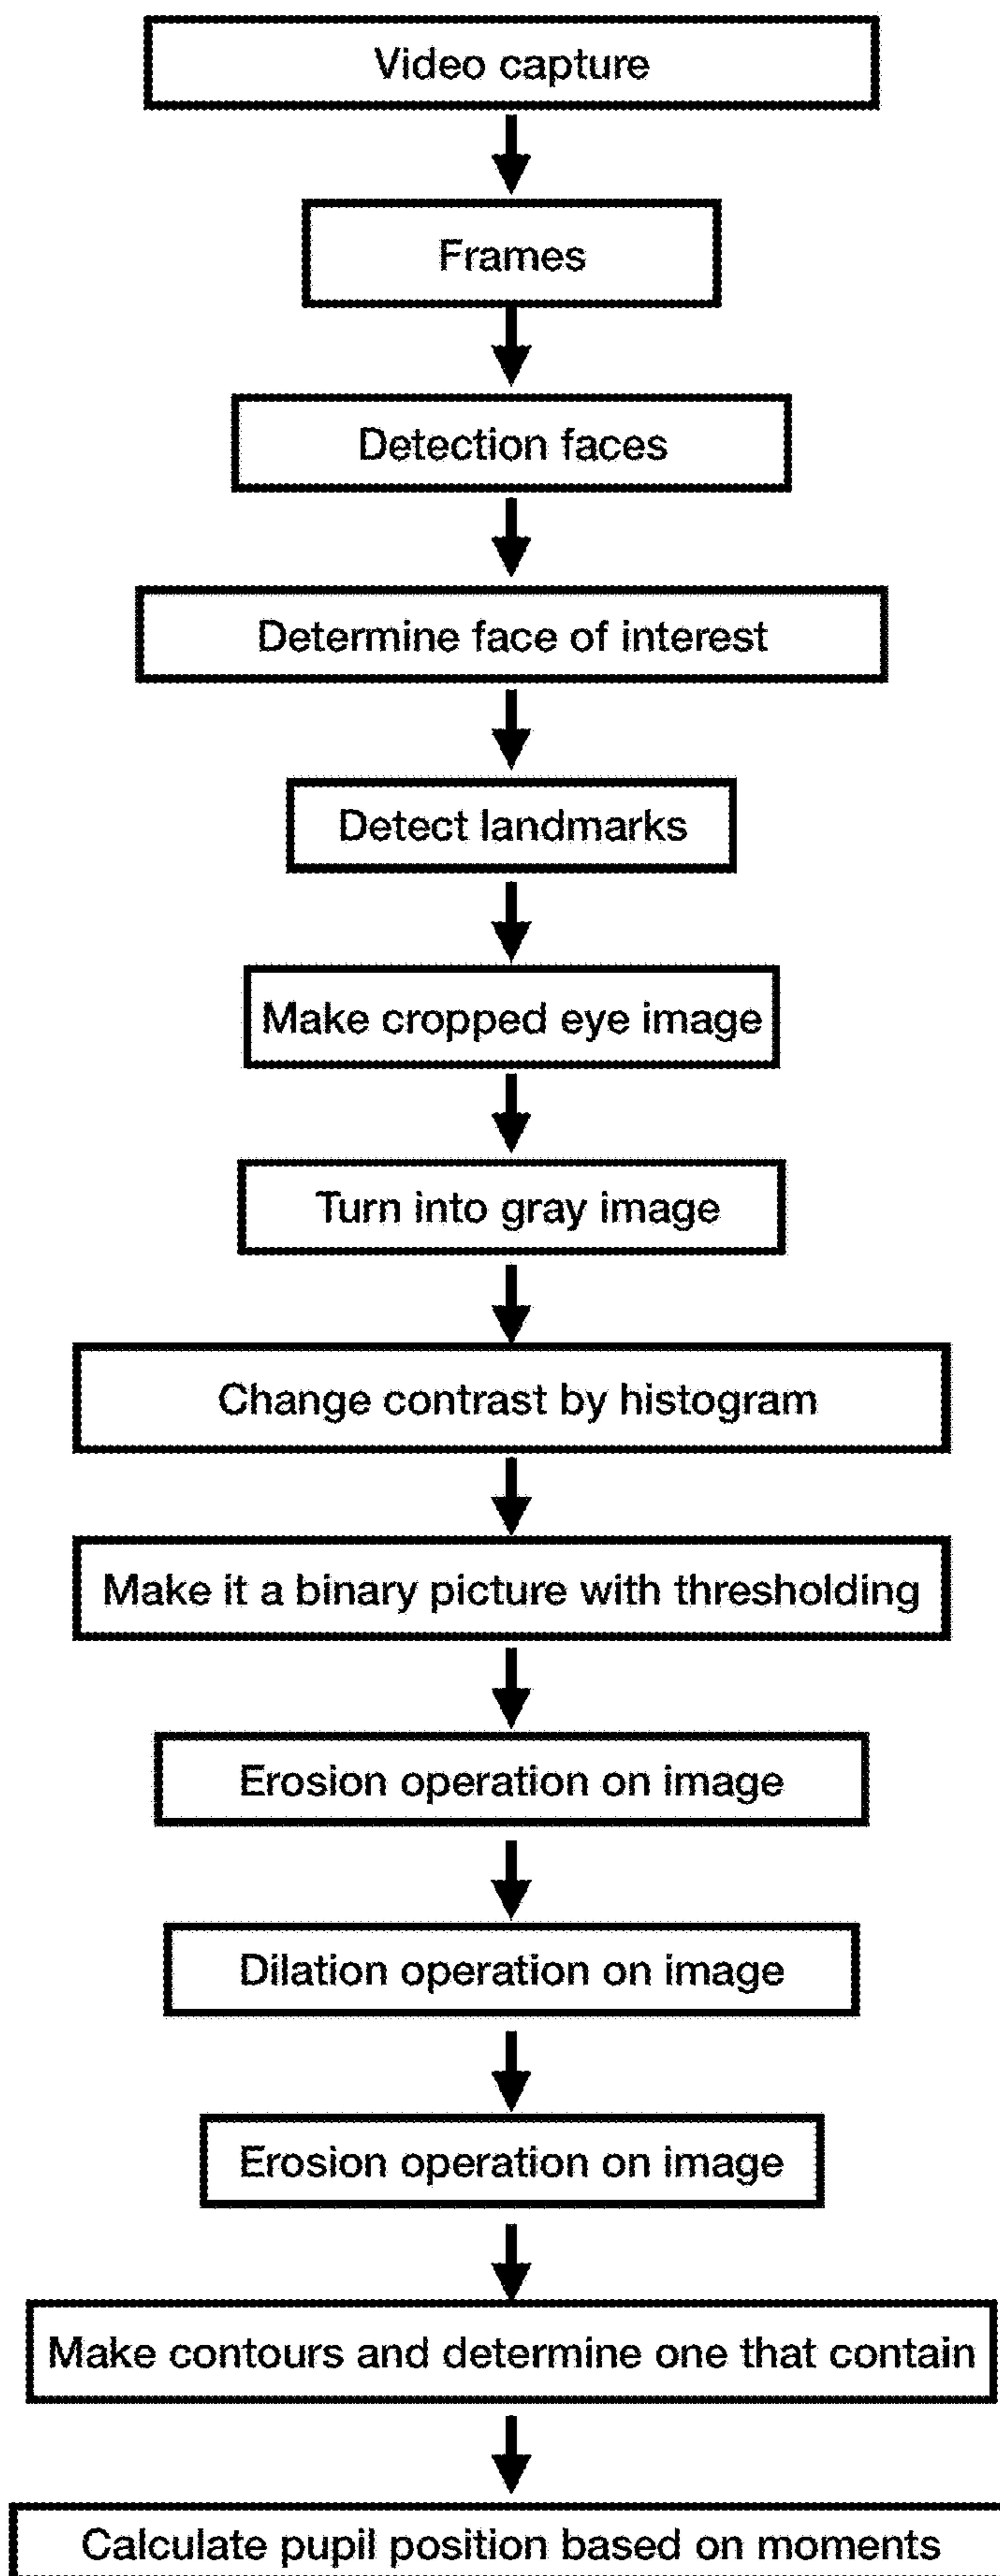 Video capture
Frames
Detection faces
Determine face of interest
Detect landmarks
Make cropped eye image
Turn into gray image
Change contrast by histogram
Make it a binary picture with thresholding
Erosion operation on image
Dilation operation on image
Erosion operation on image
Make contours and determine one that contain
Calculate pupil position based on moments